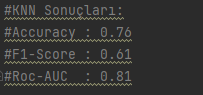 #KNN Sonuçları:
#Accuracy : 0.76
#F1-Score : 0.61
#Roc-AUC  : 0.81